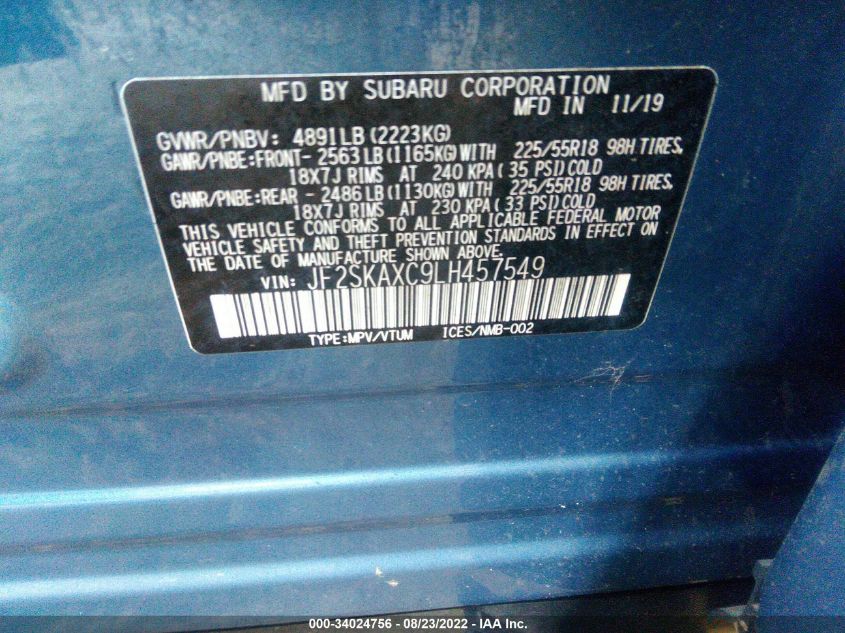 MFD BY SUBARU CORPORATION
MFD IN 11/19
GVWR/PNBV: 4891LB (2223KG)
GAWR/PNBE:FRONT- 2563LB (1165KG) WITH 225/55R18 98H TIRES,
18X7J RIMS AT 240 KPA ( 35 PSI) COLD
GAWR/PNBE:REAR - 2486LB (1130KG) WITH 225/55R18 98H TIRES,
18X7J RIMS AT 230 KPA ( 33 PSI) COLD
THIS VEHICLE CONFORMS TO ALL APPLICABLE FEDERAL MOTOR
VEHICLE SAFETY AND THEFT PREVENTION STANDARDS IN EFFECT ON
THE DATE OF MANUFACTURE SHOWN ABOVE.
VIN: JF2SKAXC9LH457549
TYPE:MPV/VTUM ICES/NMB-002
000-34024756 - 08/23/2022 - IAA Inc.